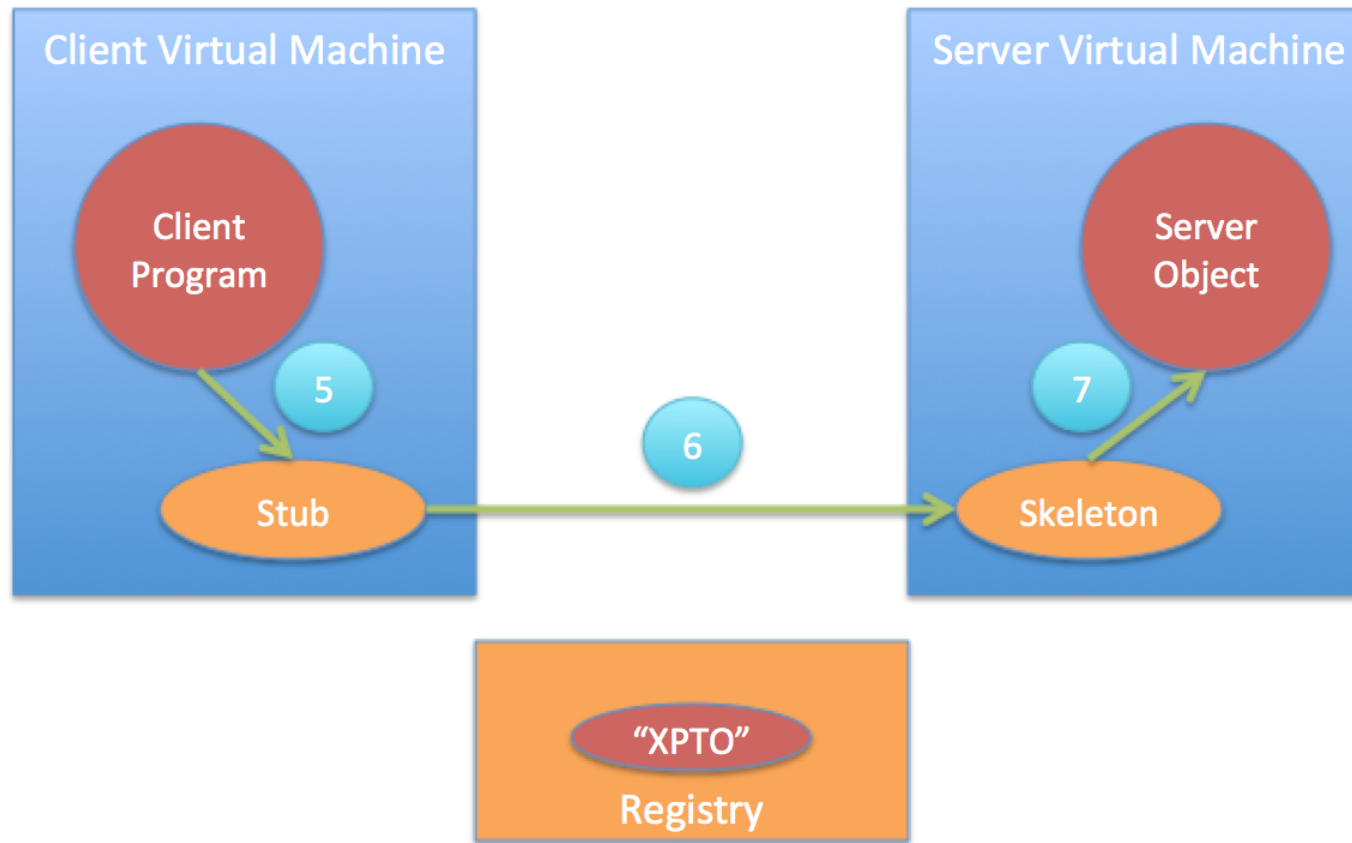 Client Virtual Machine
Server Virtual Machine
Client
Program
Server
Object
5
6
7
Stub
Skeleton
“XPTO”
Registry